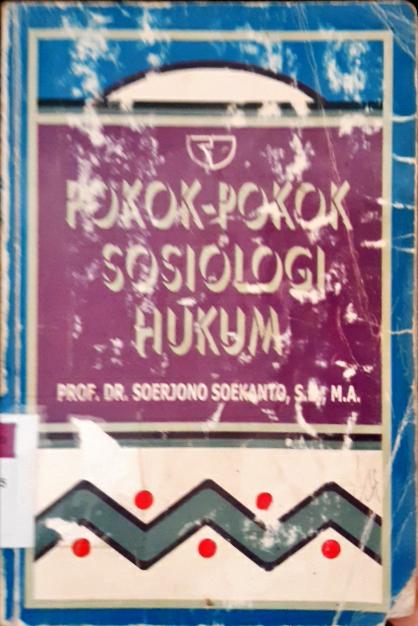 POKOK-POKOK
SOSIOLOGI
HUKUM
PROF. DR. SOERJONO SOEKANTO, S.H., M.A.